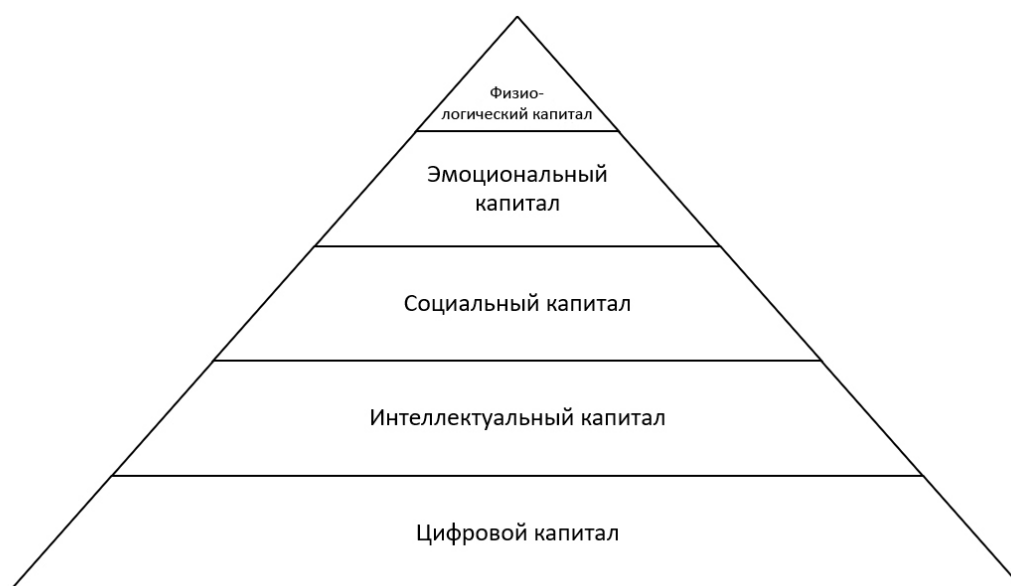 Физио-
логический капитал
Эмоциональный
капитал
Социальный капитал
Интеллектуальный капитал
Цифровой капитал